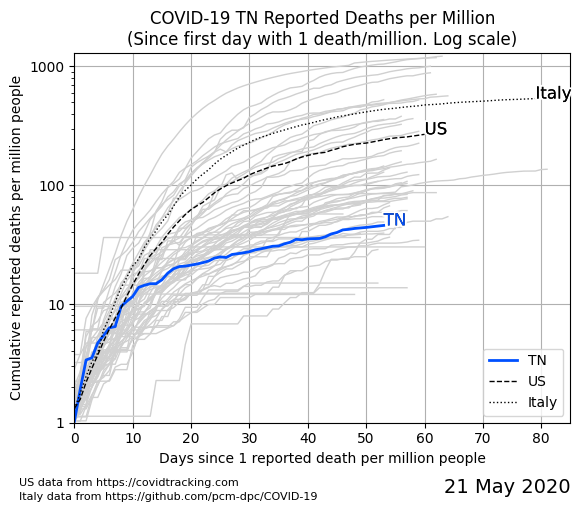 COVID-19 TN Reported Deaths per Million
(Since first day with 1 death/million. Log scale)
Cumulative reported deaths per million people
1000
100
10
1
Italy
US
TN
TN
US
Italy
0 10 20 30 40 50 60 70 80
Days since 1 reported death per million people
US data from https://covidtracking.com
Italy data from https://github.com/pcm-dpc/COVID-19
21 May 2020